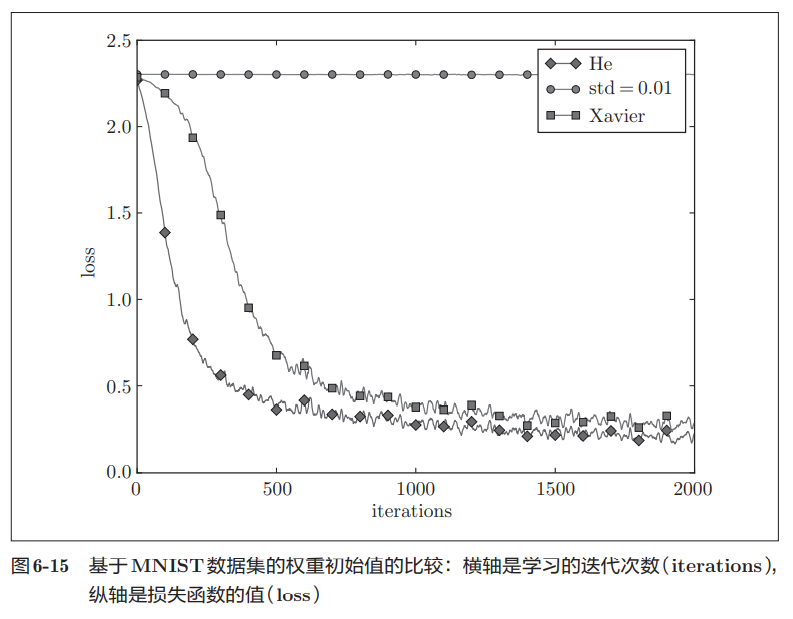 2.5
2.0
1.5
1.0
0.5
0.0
loss
He
std = 0.01
Xavier
0 500 1000 1500 2000
iterations
图6-15 基于MNIST数据集的权重初始值的比较：横轴是学习的迭代次数（iterations），
纵轴是损失函数的值（loss）